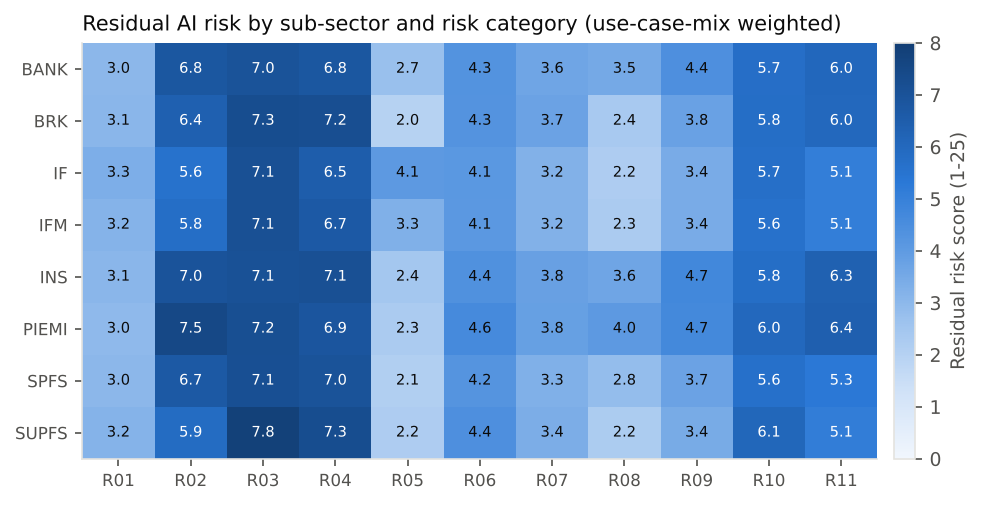 Residual AI risk by sub-sector and risk category (use-case-mix weighted)
BANK 3.0 6.8 7.0 6.8 2.7 4.3 3.6 3.5 4.4 5.7 6.0
BRK 3.1 6.4 7.3 7.2 2.0 4.3 3.7 2.4 3.8 5.8 6.0
IF 3.3 5.6 7.1 6.5 4.1 4.1 3.2 2.2 3.4 5.7 5.1
IFM 3.2 5.8 7.1 6.7 3.3 4.1 3.2 2.3 3.4 5.6 5.1
INS 3.1 7.0 7.1 7.1 2.4 4.4 3.8 3.6 4.7 5.8 6.3
PIEMI 3.0 7.5 7.2 6.9 2.3 4.6 3.8 4.0 4.7 6.0 6.4
SPFS 3.0 6.7 7.1 7.0 2.1 4.2 3.3 2.8 3.7 5.6 5.3
SUPFS 3.2 5.9 7.8 7.3 2.2 4.4 3.4 2.2 3.4 6.1 5.1
R01 R02 R03 R04 R05 R06 R07 R08 R09 R10 R11
8
7
6
5
4
3
2
1
0
Residual risk score (1-25)